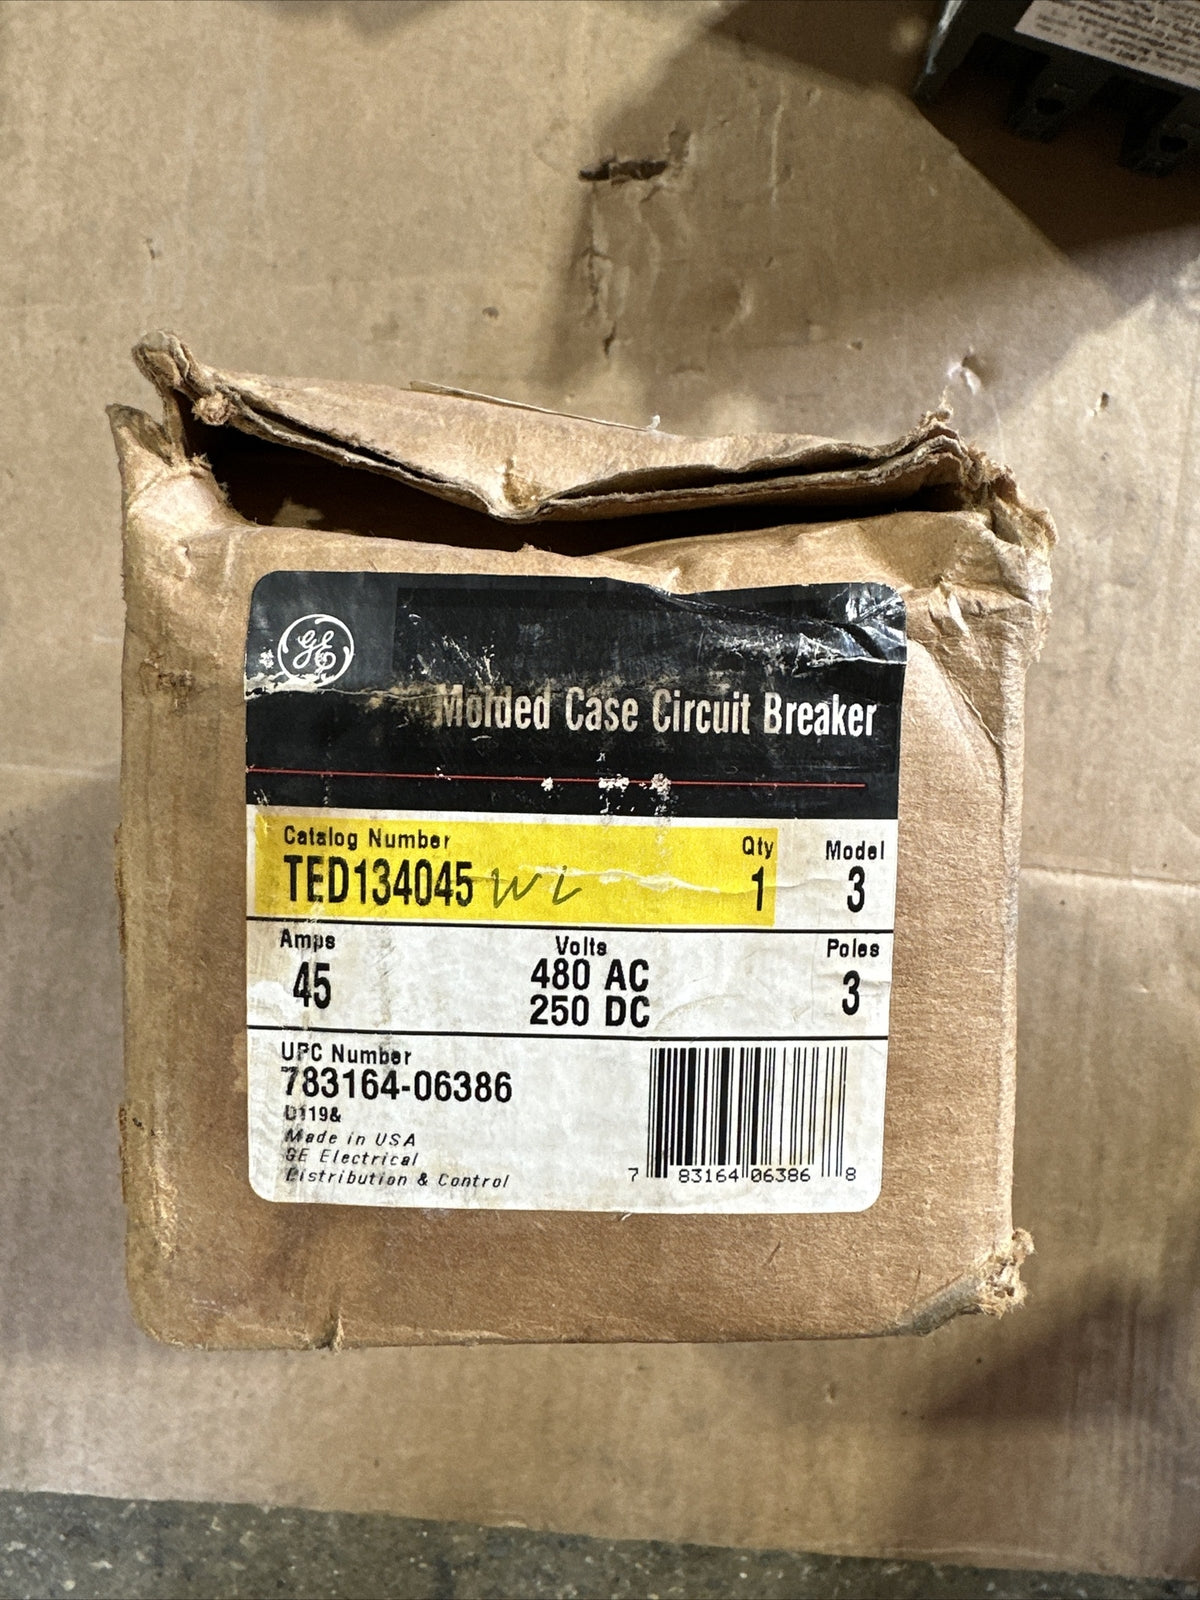 GE
Molded Case Circuit Breaker
Catalog Number Qty Model
TED134045 WL 1 3
Amps Volts Poles
45 480 AC 3
250 DC
UPC Number
783164-06386
D119&
Made in USA
GE Electrical
Distribution & Control
7 83164 06386 8